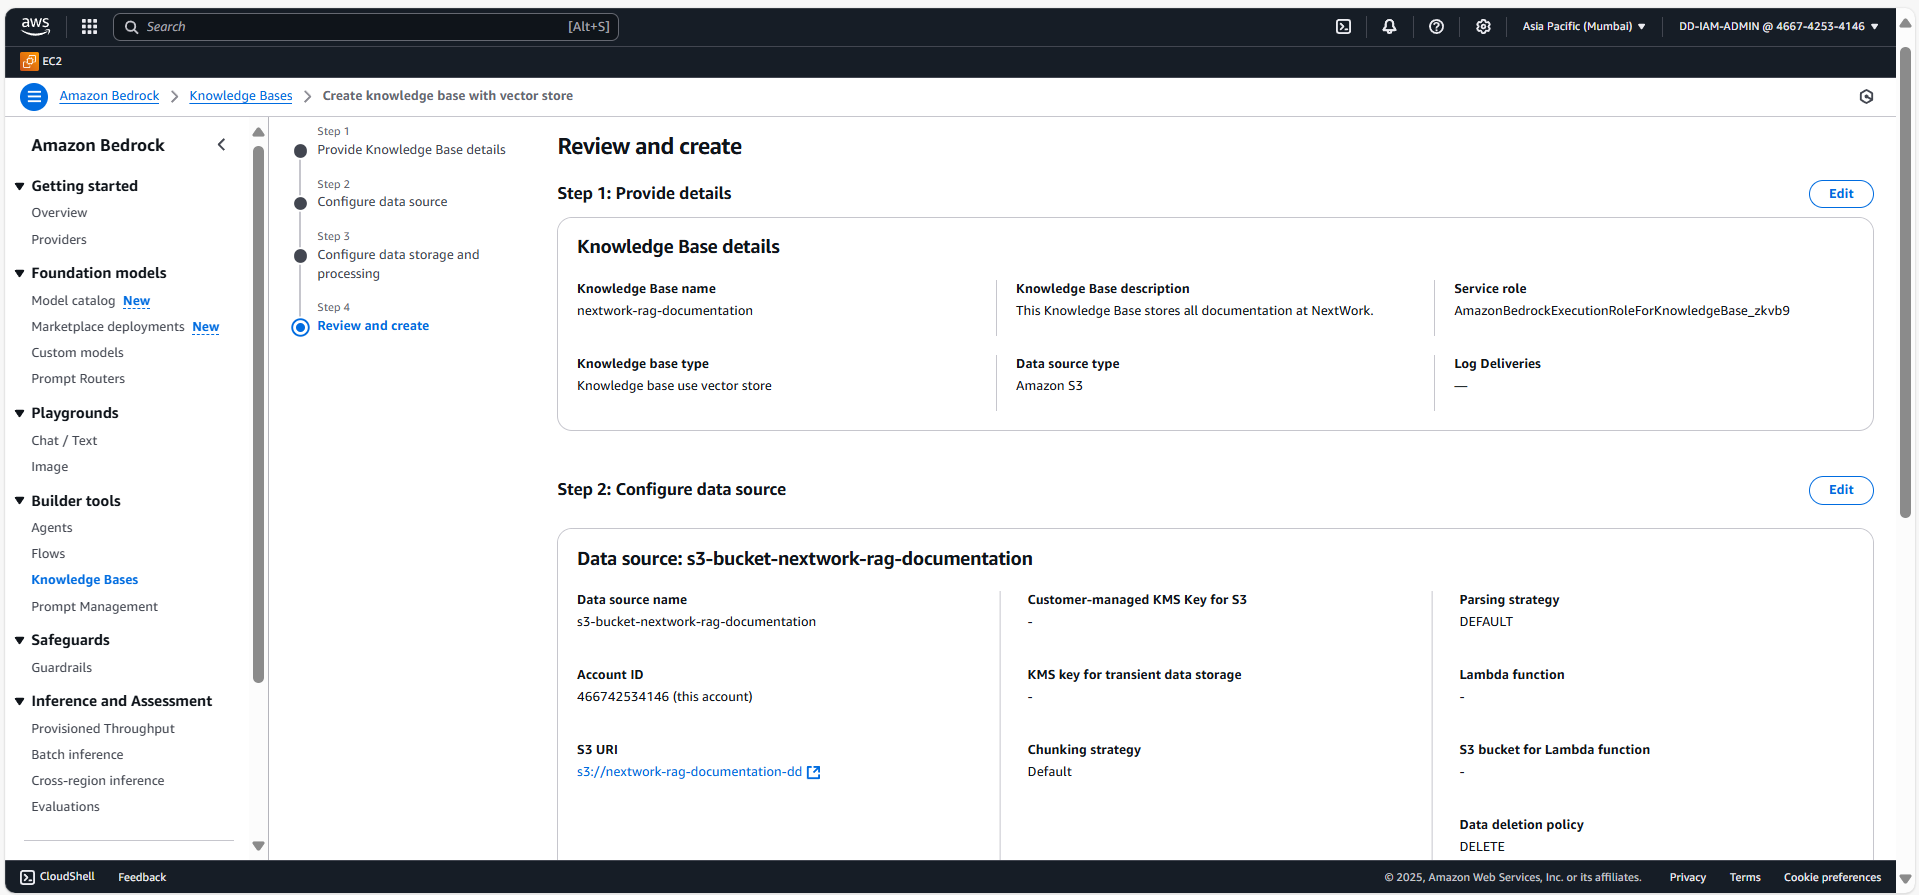 aws
Search [Alt+S]
Asia Pacific (Mumbai)
DD-IAM-ADMIN @ 4667-4253-4146
EC2
Amazon Bedrock
Knowledge Bases
Create knowledge base with vector store
Amazon Bedrock
Getting started
Overview
Providers
Foundation models
Model catalog New
Marketplace deployments New
Custom models
Prompt Routers
Playgrounds
Chat / Text
Image
Builder tools
Agents
Flows
Knowledge Bases
Prompt Management
Safeguards
Guardrails
Inference and Assessment
Provisioned Throughput
Batch inference
Cross-region inference
Evaluations
Step 1
Provide Knowledge Base details
Step 2
Configure data source
Step 3
Configure data storage and
processing
Step 4
Review and create
Review and create
Step 1: Provide details
Edit
Knowledge Base details
Knowledge Base name
nextwork-rag-documentation
Knowledge Base description
This Knowledge Base stores all documentation at NextWork.
Service role
AmazonBedrockExecutionRoleForKnowledgeBase_zkvb9
Knowledge base type
Knowledge base use vector store
Data source type
Amazon S3
Log Deliveries
—
Step 2: Configure data source
Edit
Data source: s3-bucket-nextwork-rag-documentation
Data source name
s3-bucket-nextwork-rag-documentation
Account ID
466742534146 (this account)
S3 URI
s3://nextwork-rag-documentation-dd
Customer-managed KMS Key for S3
-
KMS key for transient data storage
-
Chunking strategy
Default
Parsing strategy
DEFAULT
Lambda function
-
S3 bucket for Lambda function
-
Data deletion policy
DELETE
CloudShell
Feedback
© 2025, Amazon Web Services, Inc. or its affiliates.
Privacy
Terms
Cookie preferences